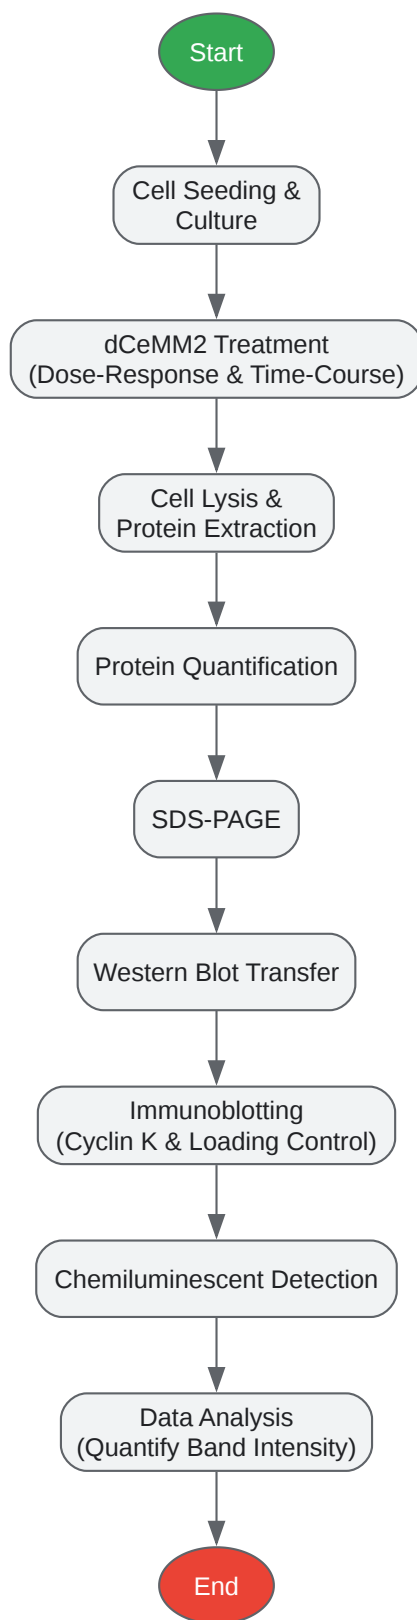 Start
Cell Seeding &
Culture
dCeMM2 Treatment
(Dose-Response & Time-Course)
Cell Lysis &
Protein Extraction
Protein Quantification
SDS-PAGE
Western Blot Transfer
Immunoblotting
(Cyclin K & Loading Control)
Chemiluminescent Detection
Data Analysis
(Quantify Band Intensity)
End